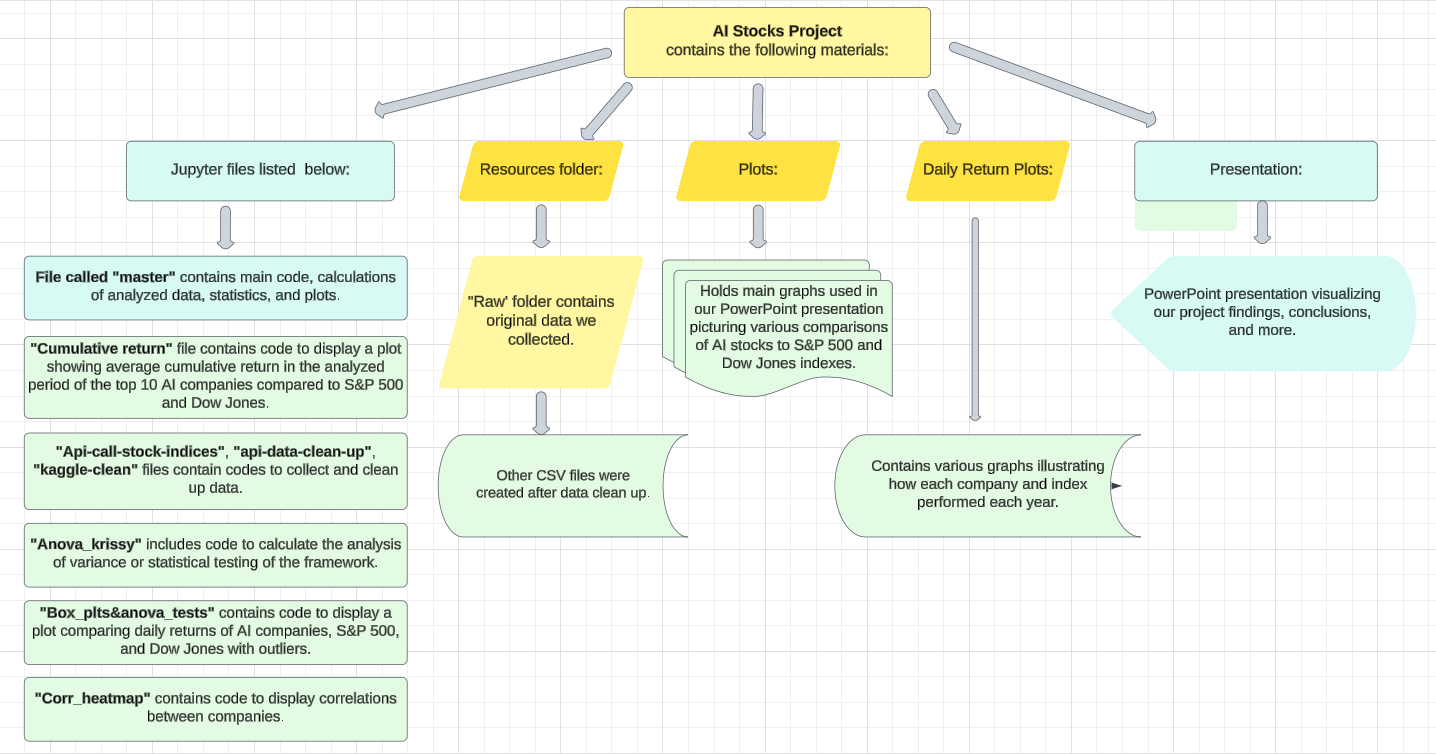 AI Stocks Project
contains the following materials:
Jupyter files listed  below:
Resources folder:
Plots:
Daily Return Plots:
Presentation:
File called "master" contains main code, calculations
of analyzed data, statistics, and plots.
"Cumulative return" file contains code to display a plot
showing average cumulative return in the analyzed
period of the top 10 AI companies compared to S&P 500
and Dow Jones.
"Api-call-stock-indices", "api-data-clean-up",
"kaggle-clean" files contain codes to collect and clean
up data.
"Anova_krissy" includes code to calculate the analysis
of variance or statistical testing of the framework.
"Box_plts&anova_tests" contains code to display a
plot comparing daily returns of AI companies, S&P 500,
and Dow Jones with outliers.
"Corr_heatmap" contains code to display correlations
between companies.
"Raw' folder contains
original data we
collected.
Other CSV files were
created after data clean up.
Holds main graphs used in
our PowerPoint presentation
picturing various comparisons
of AI stocks to S&P 500 and
Dow Jones indexes.
Contains various graphs illustrating
how each company and index
performed each year.
PowerPoint presentation visualizing
our project findings, conclusions,
and more.